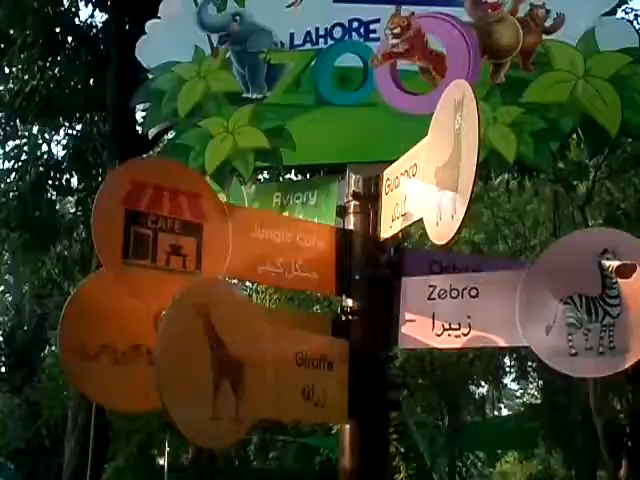 LAHORE
ZOO
Aviary
Guanaco
CAFE
Jungle Cafe
جنگل کیفے
Zebra
زیبرا
Giraffe
زرافہ